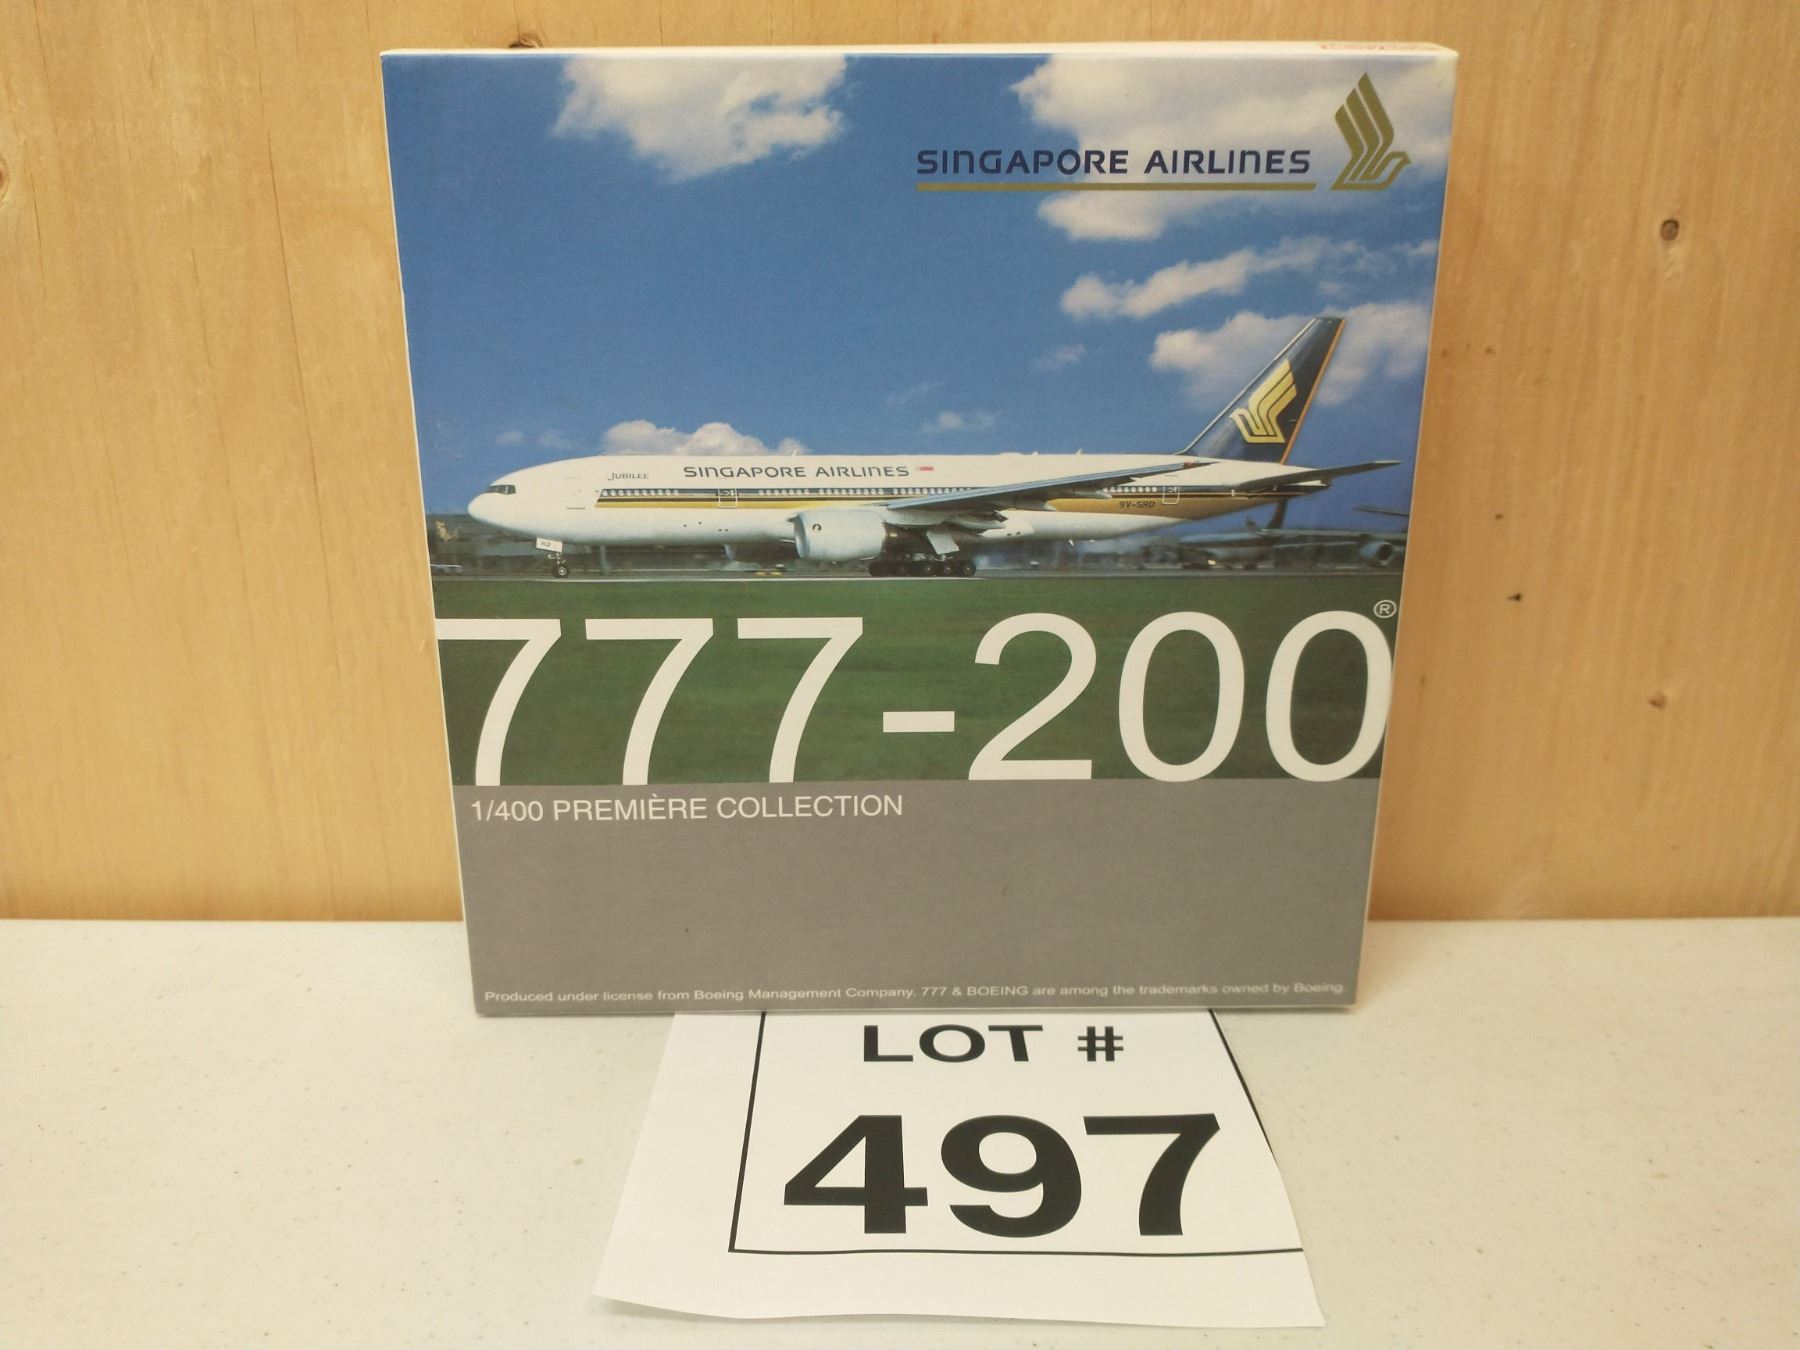 SINGAPORE AIRLINES
JUBILEE SINGAPORE AIRLINES
9V-SRD
RD
777-200®
1/400 PREMIÈRE COLLECTION
Produced under license from Boeing Management Company. 777 & BOEING are among the trademarks owned by Boeing.
LOT #
497